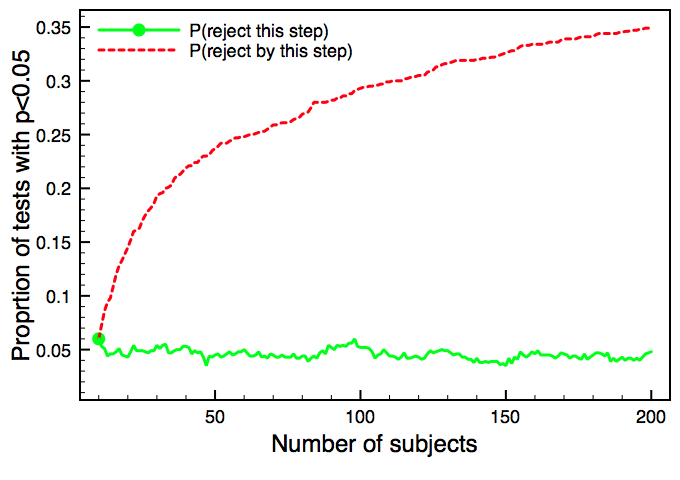 P(reject this step)
P(reject by this step)
0.35
0.3
0.25
0.2
0.15
0.1
0.05
Proprtion of tests with p<0.05
50
100
150
200
Number of subjects